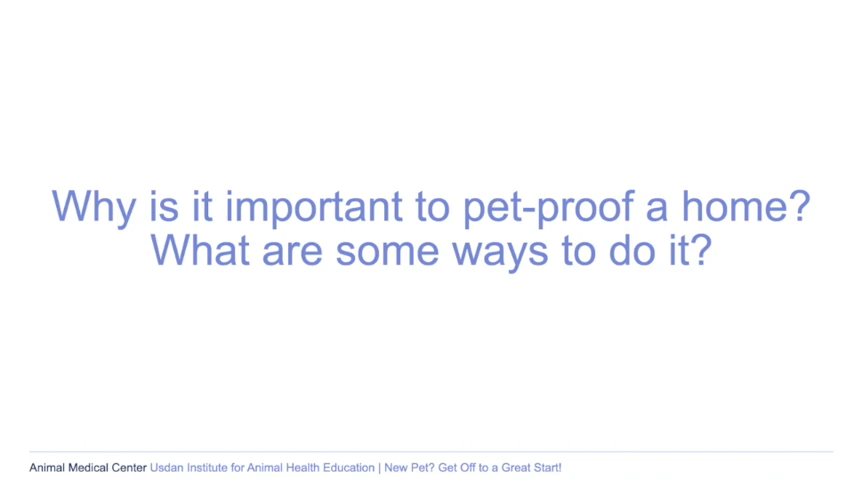 Why is it important to pet-proof a home?
What are some ways to do it?
Animal Medical Center Usdan Institute for Animal Health Education | New Pet? Get Off to a Great Start!